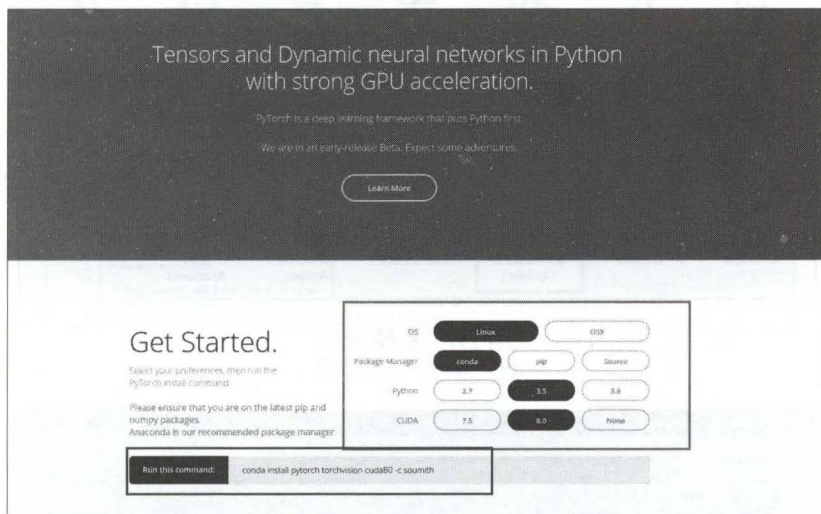 Tensors and Dynamic neural networks in Python
with strong GPU acceleration.
PyTorch is a deep learning framework that puts Python first.
We are in an early-release Beta. Expect some adventures.
Learn More
Get Started.
Select your preferences, then run the
PyTorch install command.
Please ensure that you are on the latest pip and
numpy packages.
Anaconda is our recommended package manager
OS Linux OSX
Package Manager conda pip Source
Python 2.7 3.5 3.6
CUDA 7.5 8.0 None
Run this command: conda install pytorch torchvision cuda80 -c soumith